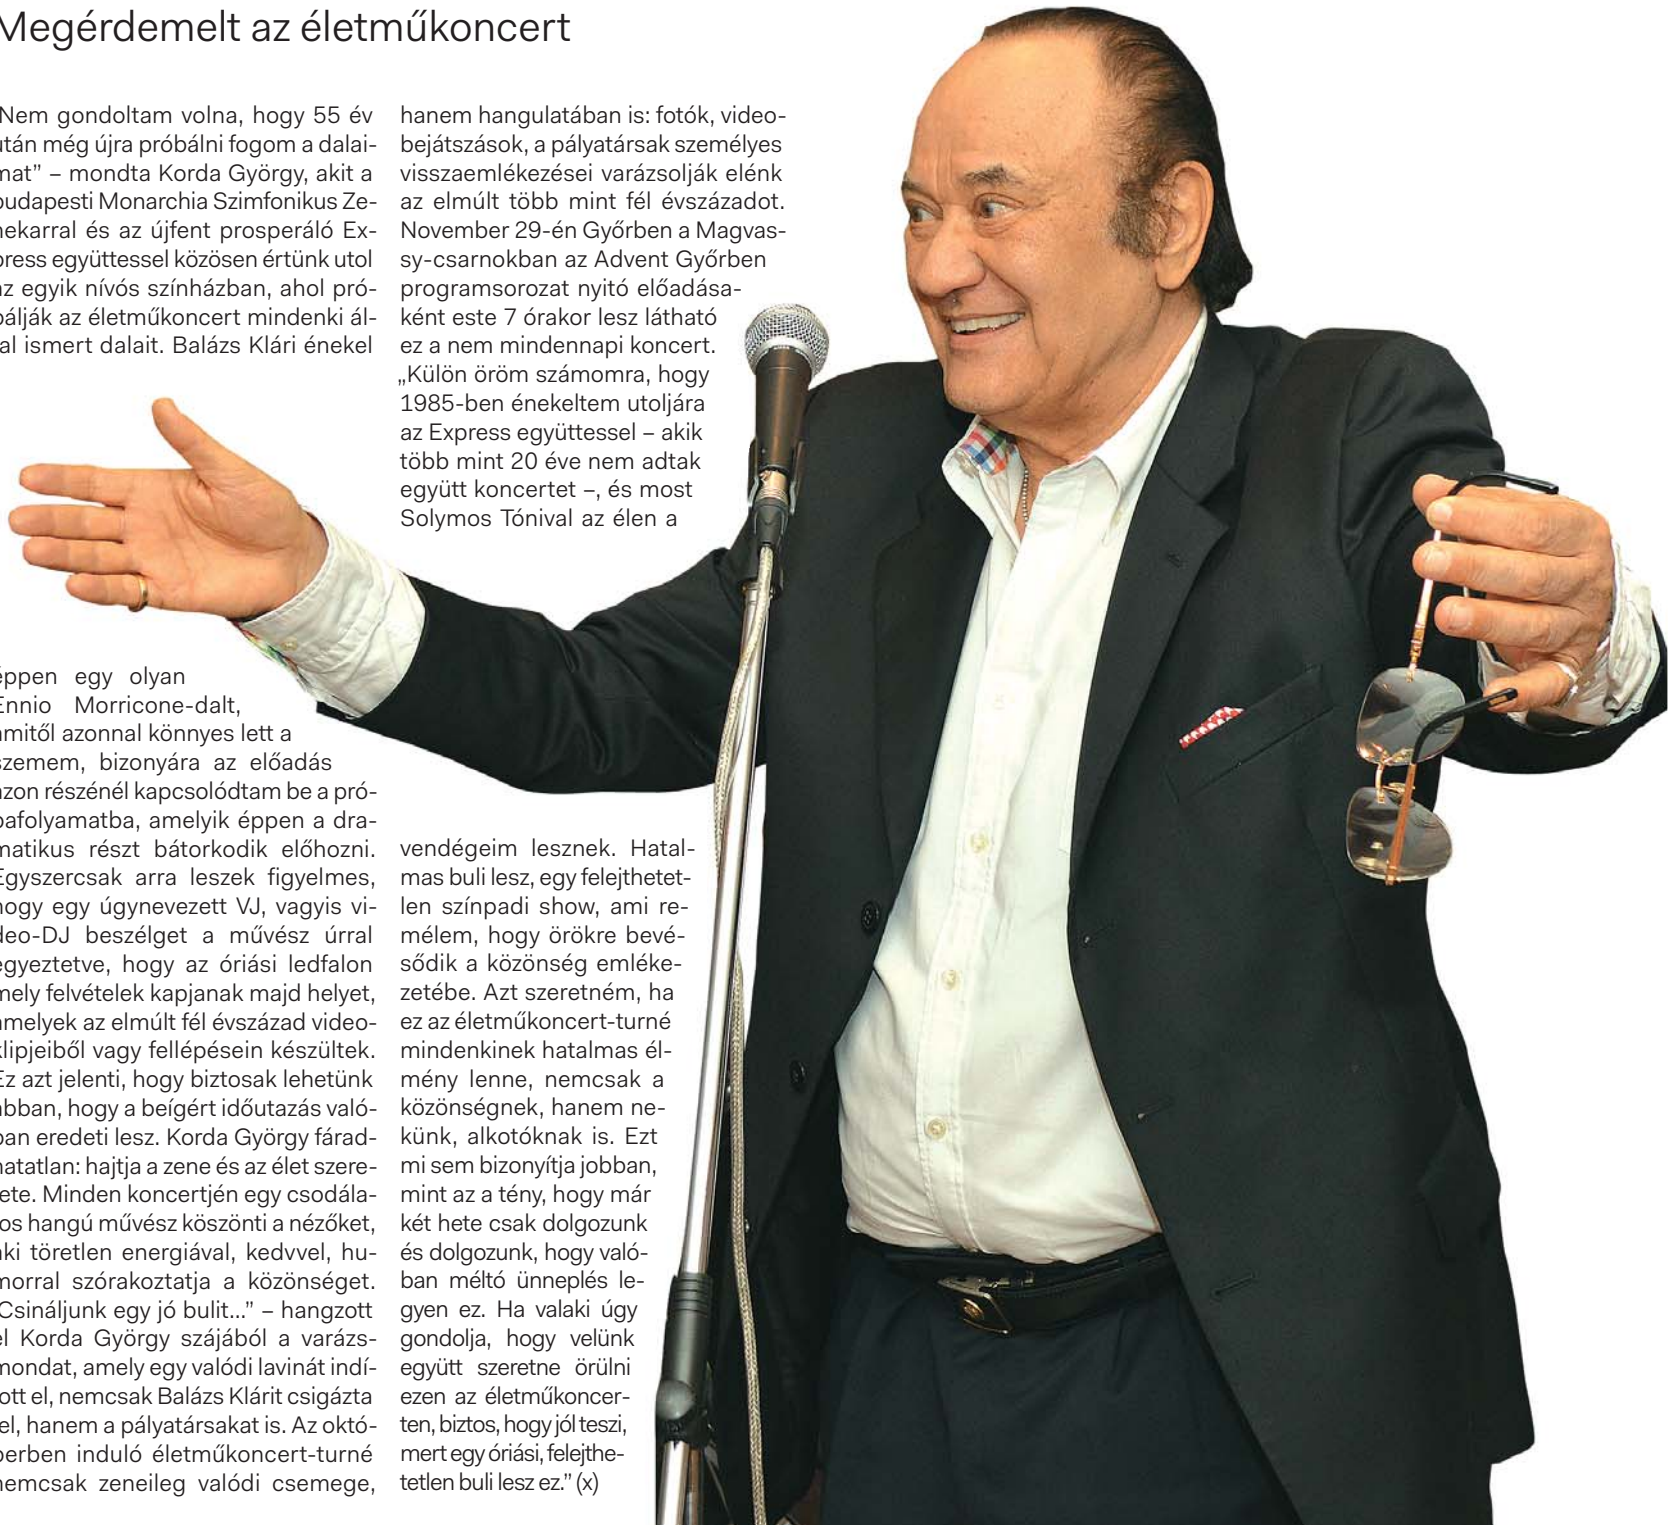 Megérdemelt az életműkoncert
Nem gondoltam volna, hogy 55 év
után még újra próbálni fogom a dalai-
mat” – mondta Korda György, akit a
budapesti Monarchia Szimfonikus Ze-
nekarral és az újfent prosperáló Ex-
press együttessel közösen értünk utol
az egyik nívós színházban, ahol pró-
bálják az életműkoncert mindenki ál-
tal ismert dalait. Balázs Klári énekel
éppen egy olyan
Ennio Morricone-dalt,
amitől azonnal könnyes lett a
szemem, bizonyára az előadás
azon részénél kapcsolódtam be a pró-
bafolyamatba, amelyik éppen a dra-
matikus részt bátorkodik előhozni.
Egyszercsak arra leszek figyelmes,
hogy egy úgynevezett VJ, vagyis vi-
deo-DJ beszélget a művész úrral
egyeztetve, hogy az óriási ledfalon
mely felvételek kapjanak majd helyet,
amelyek az elmúlt fél évszázad video-
klipjeiből vagy fellépésein készültek.
Ez azt jelenti, hogy biztosak lehetünk
abban, hogy a beígért időutazás való-
ban eredeti lesz. Korda György fárad-
hatatlan: hajtja a zene és az élet szere-
tete. Minden koncertjén egy csodála-
tos hangú művész köszönti a nézőket,
aki töretlen energiával, kedvvel, hu-
morral szórakoztatja a közönséget.
Csináljunk egy jó bulit...” – hangzott
el Korda György szájából a varázs-
mondat, amely egy valódi lavinát indí-
tott el, nemcsak Balázs Klárit csigázta
fel, hanem a pályatársakat is. Az októ-
berben induló életműkoncert-turné
nemcsak zeneileg valódi csemege,
hanem hangulatában is: fotók, video-
bejátszások, a pályatársak személyes
visszaemlékezései varázsolják elénk
az elmúlt több mint fél évszázadot.
November 29-én Győrben a Magvas-
sy-csarnokban az Advent Győrben
programsorozat nyitó előadása-
ként este 7 órakor lesz látható
ez a nem mindennapi koncert.
„Külön öröm számomra, hogy
1985-ben énekeltem utoljára
az Express együttessel – akik
több mint 20 éve nem adtak
együtt koncertet –, és most
Solymos Tónival az élen a
vendégeim lesznek. Hatal-
mas buli lesz, egy felejthetet-
len színpadi show, ami re-
mélem, hogy örökre bevé-
sődik a közönség emléke-
zetébe. Azt szeretném, ha
ez az életműkoncert-turné
mindenkinek hatalmas él-
mény lenne, nemcsak a
közönségnek, hanem ne-
künk, alkotóknak is. Ezt
mi sem bizonyítja jobban,
mint az a tény, hogy már
két hete csak dolgozunk
és dolgozunk, hogy való-
ban méltó ünneplés le-
gyen ez. Ha valaki úgy
gondolja, hogy velünk
együtt szeretne örülni
ezen az életműkoncer-
ten, biztos, hogy jól teszi,
mert egy óriási, felejthe-
tetlen buli lesz ez.” (x)